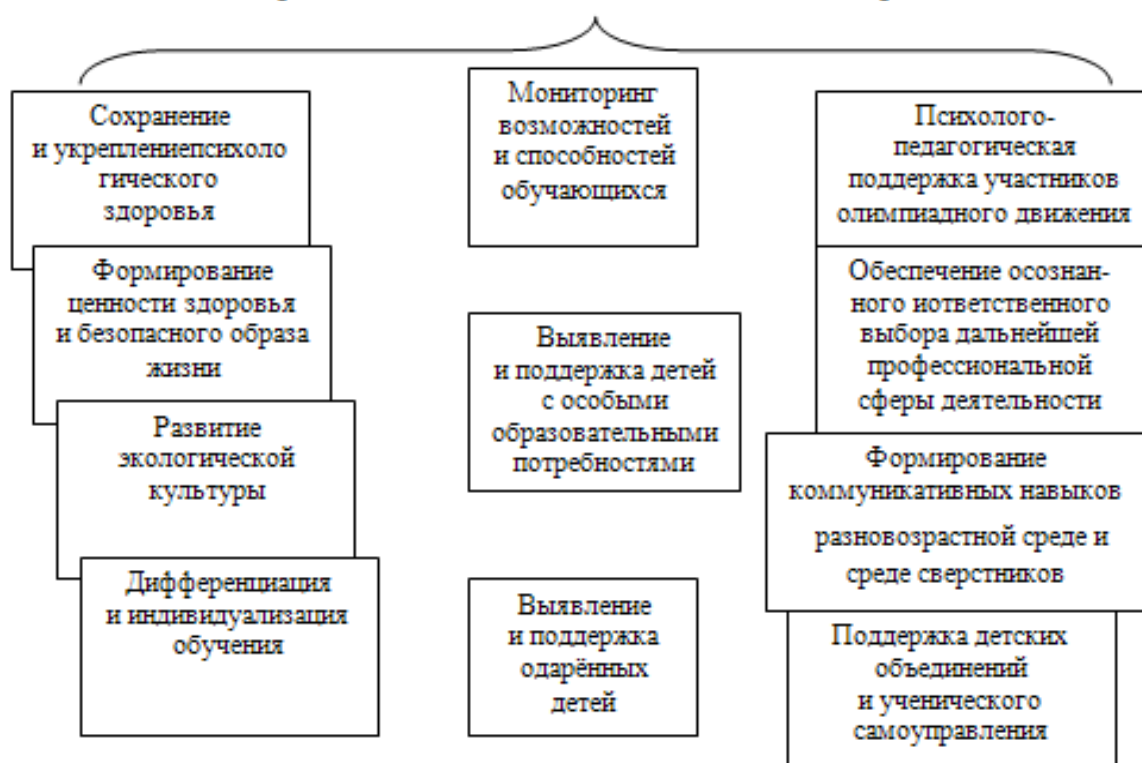 Сохранение
и укреплениепсихоло
гического
здоровья
Формирование
ценности здоровья
и безопасного образа
жизни
Развитие
экологической
культуры
Дифференциация
и индивидуализация
обучения
Мониторинг
возможностей
и способностей
обучающихся
Выявление
и поддержка детей
с особыми
образовательными
потребностями
Выявление
и поддержка
одарённых
детей
Психолого-
педагогическая
поддержка участников
олимпиадного движения
Обеспечение осознан-
ного иответственного
выбора дальнейшей
профессиональной
сферы деятельности
Формирование
коммуникативных навыков
разновозрастной среде и
среде сверстников
Поддержка детских
объединений
и ученического
самоуправления